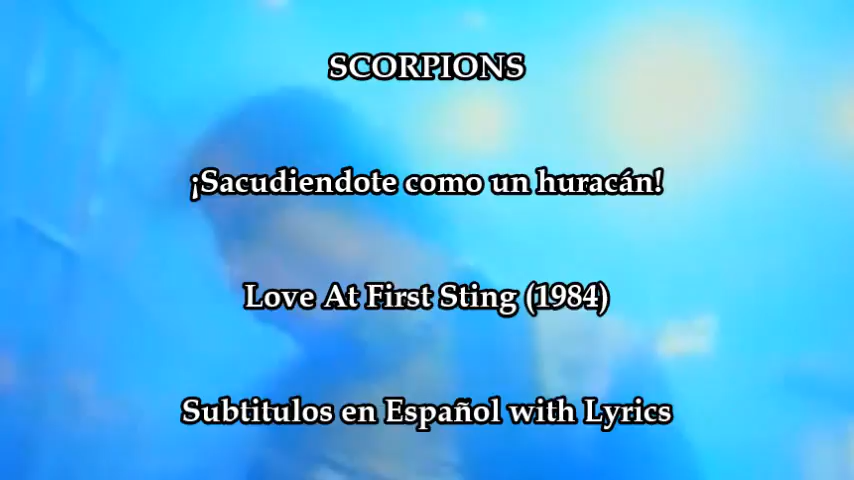 SCORPIONS
¡Sacudiendote como un huracán!
Love At First Sting (1984)
Subtitulos en Español with Lyrics